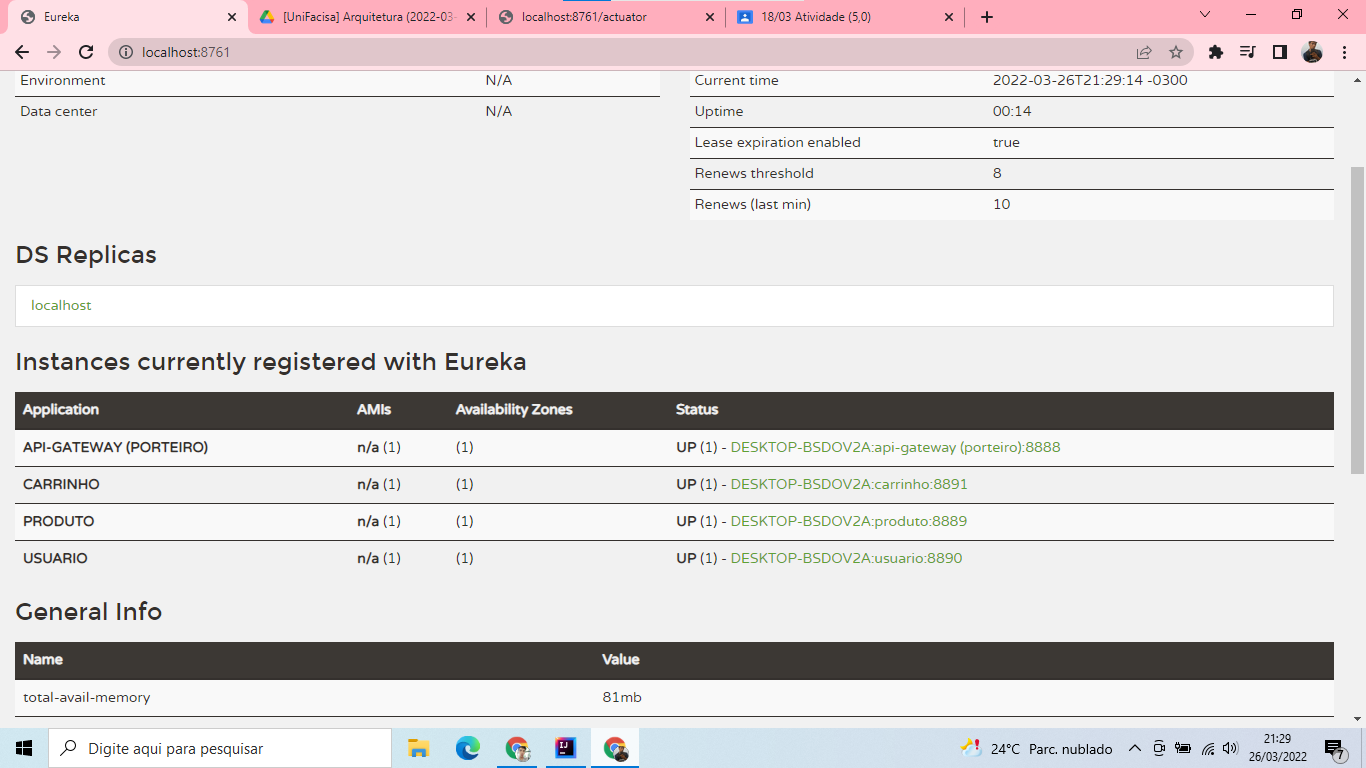 Eureka
[UniFacisa] Arquitetura (2022-03-
localhost:8761/actuator
18/03 Atividade (5,0)
localhost:8761
Environment N/A
Data center N/A
Current time 2022-03-26T21:29:14 -0300
Uptime 00:14
Lease expiration enabled true
Renews threshold 8
Renews (last min) 10
DS Replicas
localhost
Instances currently registered with Eureka
Application AMIs Availability Zones Status
API-GATEWAY (PORTEIRO) n/a (1) (1) UP (1) - DESKTOP-BSDOV2A:api-gateway (porteiro):8888
CARRINHO n/a (1) (1) UP (1) - DESKTOP-BSDOV2A:carrinho:8891
PRODUTO n/a (1) (1) UP (1) - DESKTOP-BSDOV2A:produto:8889
USUARIO n/a (1) (1) UP (1) - DESKTOP-BSDOV2A:usuario:8890
General Info
Name Value
total-avail-memory 81mb
Digite aqui para pesquisar
24°C Parc. nublado
21:29
26/03/2022
7